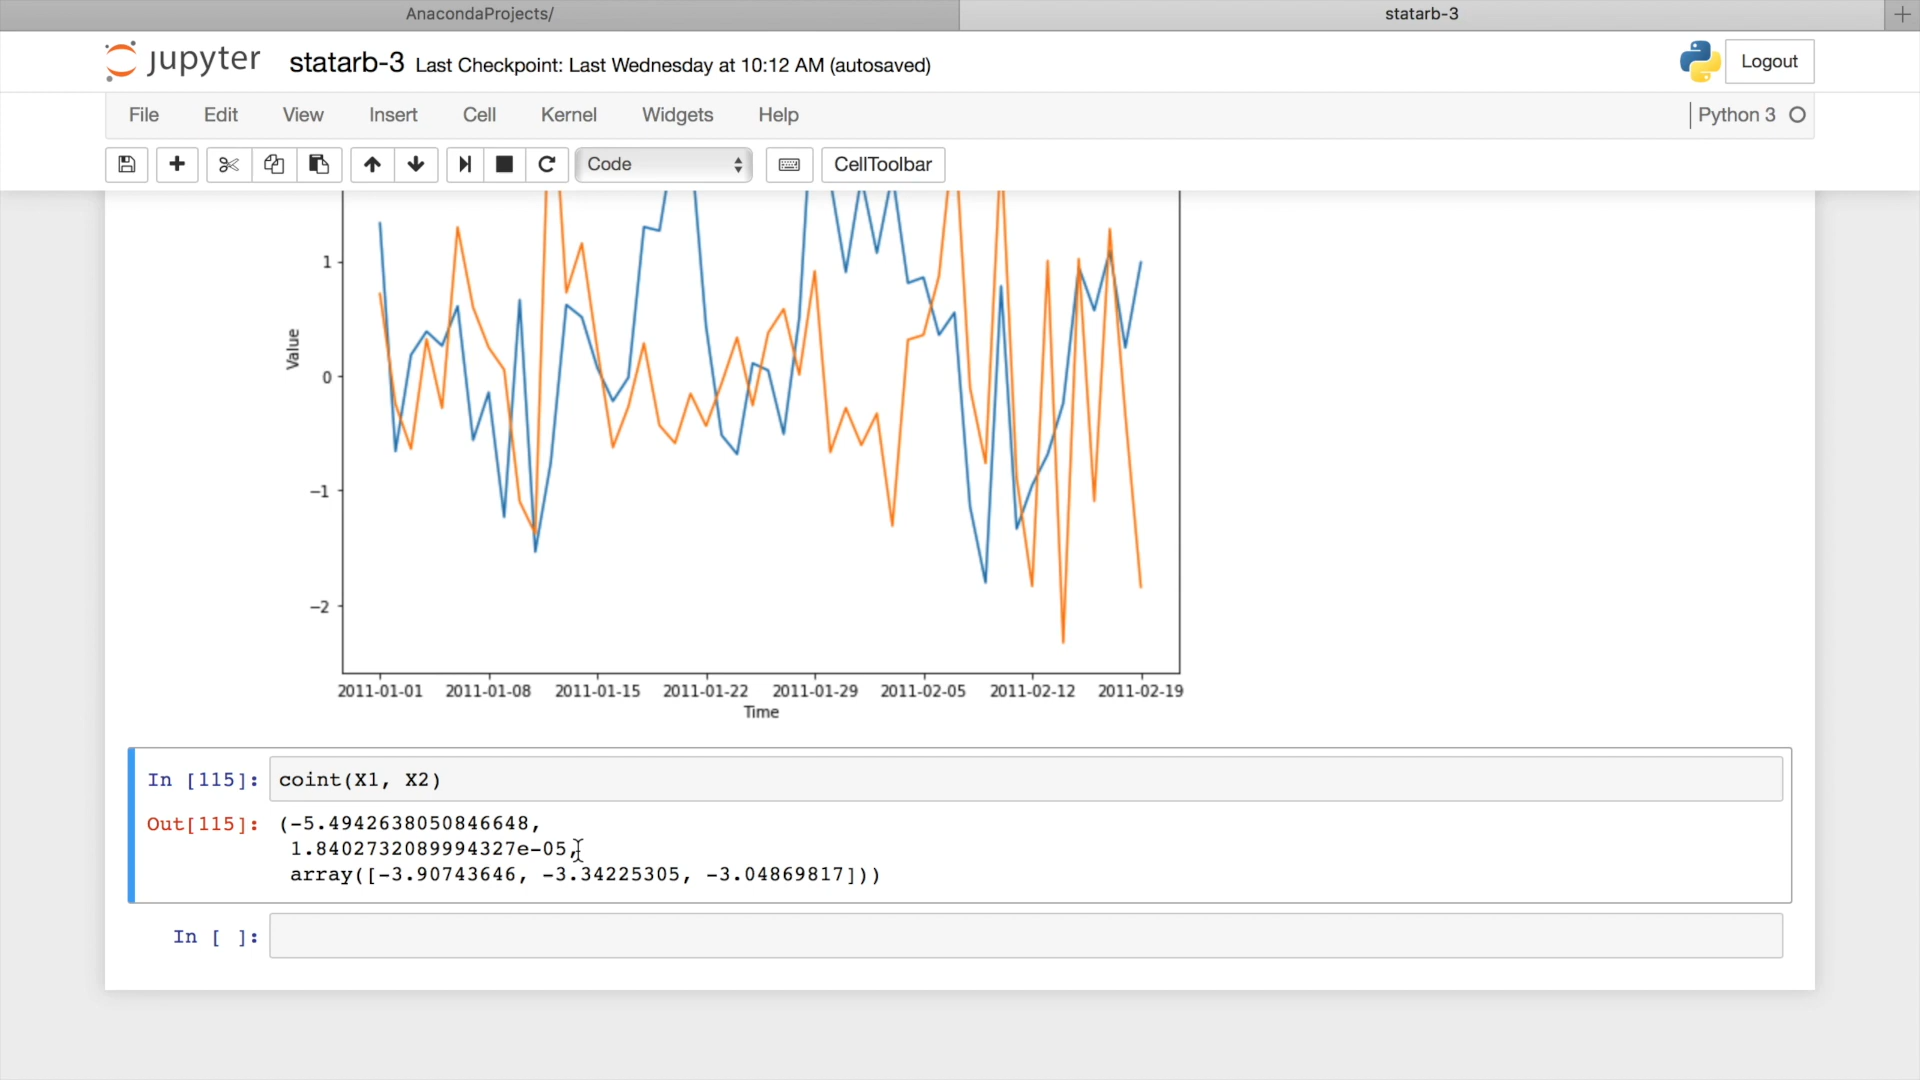 AnacondaProjects/
statarb-3
jupyter statarb-3 Last Checkpoint: Last Wednesday at 10:12 AM (autosaved)
Logout
File Edit View Insert Cell Kernel Widgets Help
Python 3
Code
CellToolbar
1
0
−1
−2
Value
2011-01-01 2011-01-08 2011-01-15 2011-01-22 2011-01-29 2011-02-05 2011-02-12 2011-02-19
Time
In [115]: coint(X1, X2)
Out[115]: (-5.4942638050846648,
1.8402732089994327e-05,
array([-3.90743646, -3.34225305, -3.04869817]))
In [ ]: